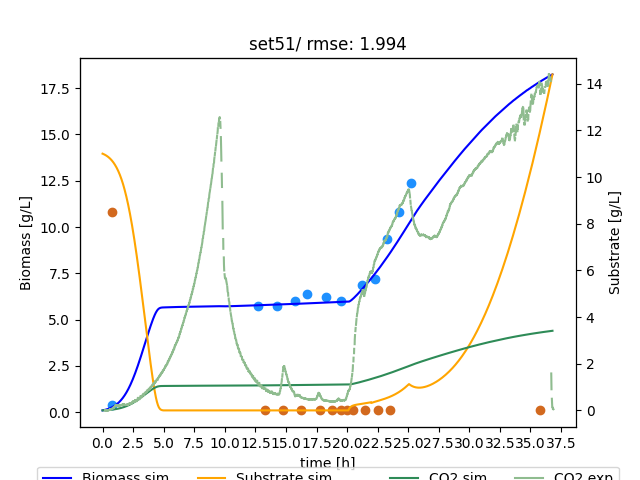 set51/ rmse: 1.994
17.5
15.0
12.5
10.0
7.5
5.0
2.5
0.0
Biomass [g/L]
14
12
10
8
6
4
2
0
Substrate [g/L]
0.0 2.5 5.0 7.5 10.0 12.5 15.0 17.5 20.0 22.5 25.0 27.5 30.0 32.5 35.0 37.5
time [h]
Biomass sim Substrate sim CO2 sim CO2 exp